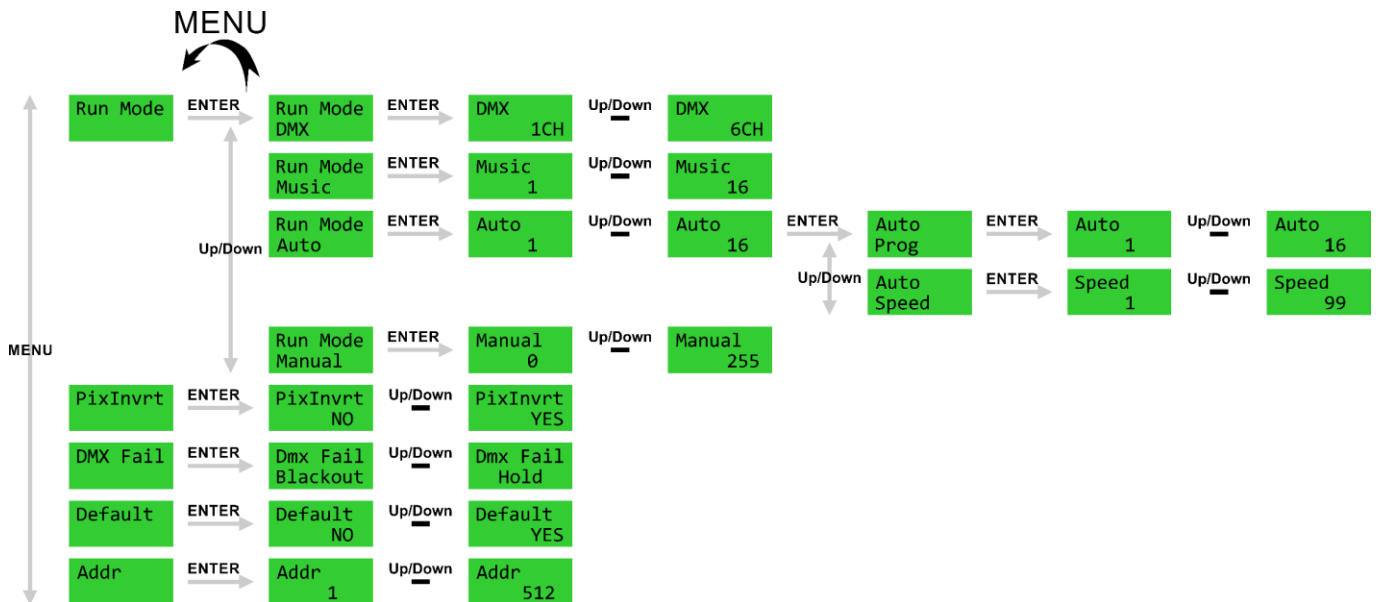 MENU
Run Mode ENTER Run Mode ENTER DMX Up/Down DMX
DMX 1CH 6CH
Run Mode ENTER Music Up/Down Music
Music 1 16
Run Mode ENTER Auto Up/Down Auto ENTER Auto ENTER Auto Up/Down Auto
Up/Down Auto 1 16 Prog 1 16
Up/Down Auto ENTER Speed Up/Down Speed
Speed 1 99
Run Mode ENTER Manual Up/Down Manual
MENU Manual 0 255
PixInvrt ENTER PixInvrt Up/Down PixInvrt
NO YES
DMX Fail ENTER Dmx Fail Up/Down Dmx Fail
Blackout Hold
Default ENTER Default Up/Down Default
NO YES
Addr ENTER Addr Up/Down Addr
1 512